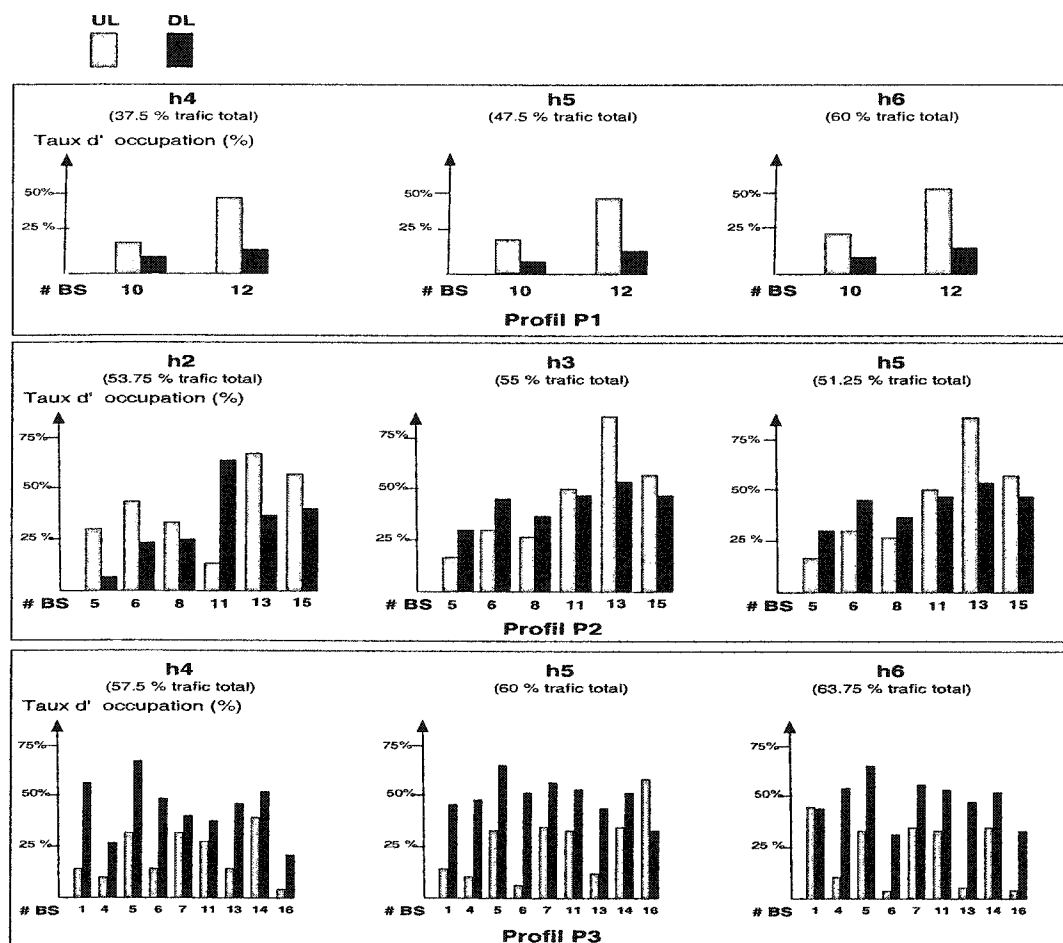 UL DL
h4 h5 h6
(37.5 % trafic total) (47.5 % trafic total) (60 % trafic total)
Taux d' occupation (%)
50% 50% 50%
25 % 25 % 25 %
# BS 10 12 # BS 10 12 # BS 10 12
Profil P1
h2 h3 h5
(53.75 % trafic total) (55 % trafic total) (51.25 % trafic total)
Taux d' occupation (%)
75% 75% 75%
50% 50% 50%
25 % 25 % 25 %
# BS 5 6 8 11 13 15 # BS 5 6 8 11 13 15 # BS 5 6 8 11 13 15
Profil P2
h4 h5 h6
(57.5 % trafic total) (60 % trafic total) (63.75 % trafic total)
Taux d' occupation (%)
75% 75% 75%
50% 50% 50%
25 % 25 % 25 %
# BS 1 4 5 6 7 11 13 14 16 # BS 1 4 5 6 7 11 13 14 16 # BS 1 4 5 6 7 11 13 14 16
Profil P3